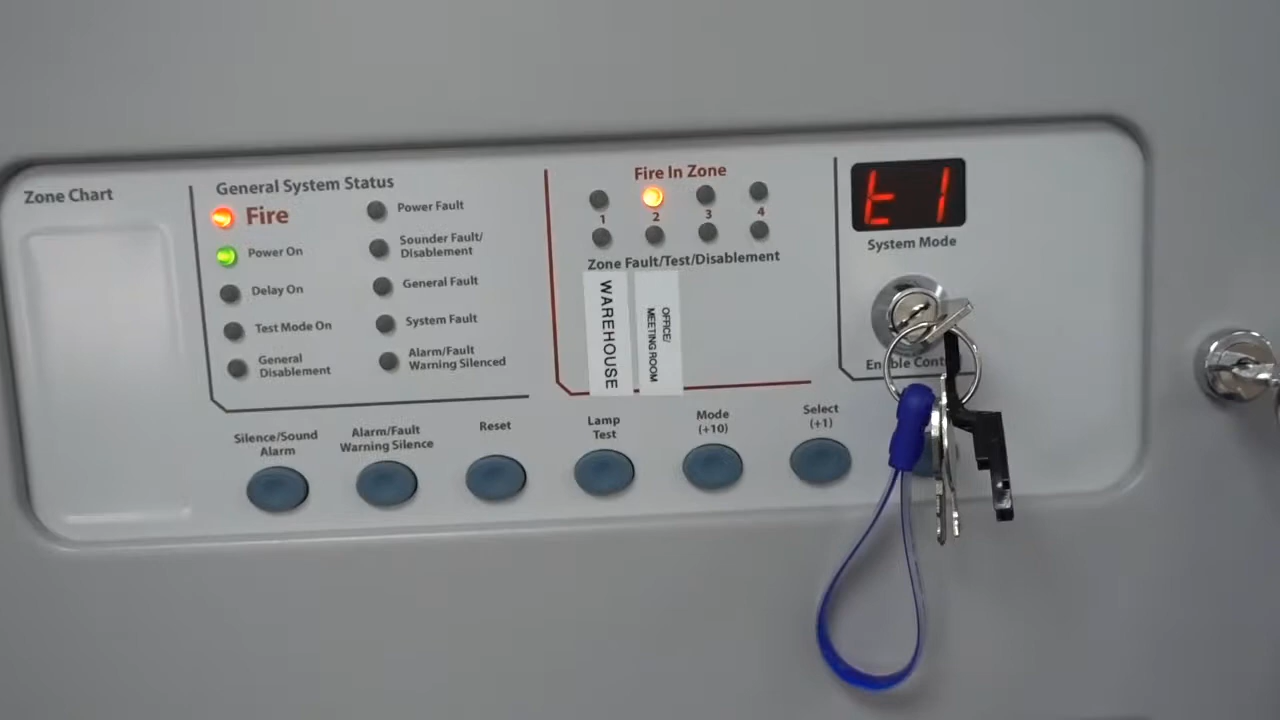 Zone Chart
General System Status
Fire
Power On
Delay On
Test Mode On
General
Disablement
Power Fault
Sounder Fault/
Disablement
General Fault
System Fault
Alarm/Fault
Warning Silenced
Fire In Zone
1 2 3 4
Zone Fault/Test/Disablement
WAREHOUSE
OFFICE/
MEETING ROOM
t1
System Mode
Enable
Silence/Sound
Alarm
Alarm/Fault
Warning Silence
Reset
Lamp
Test
Mode
(+10)
Select
(+1)